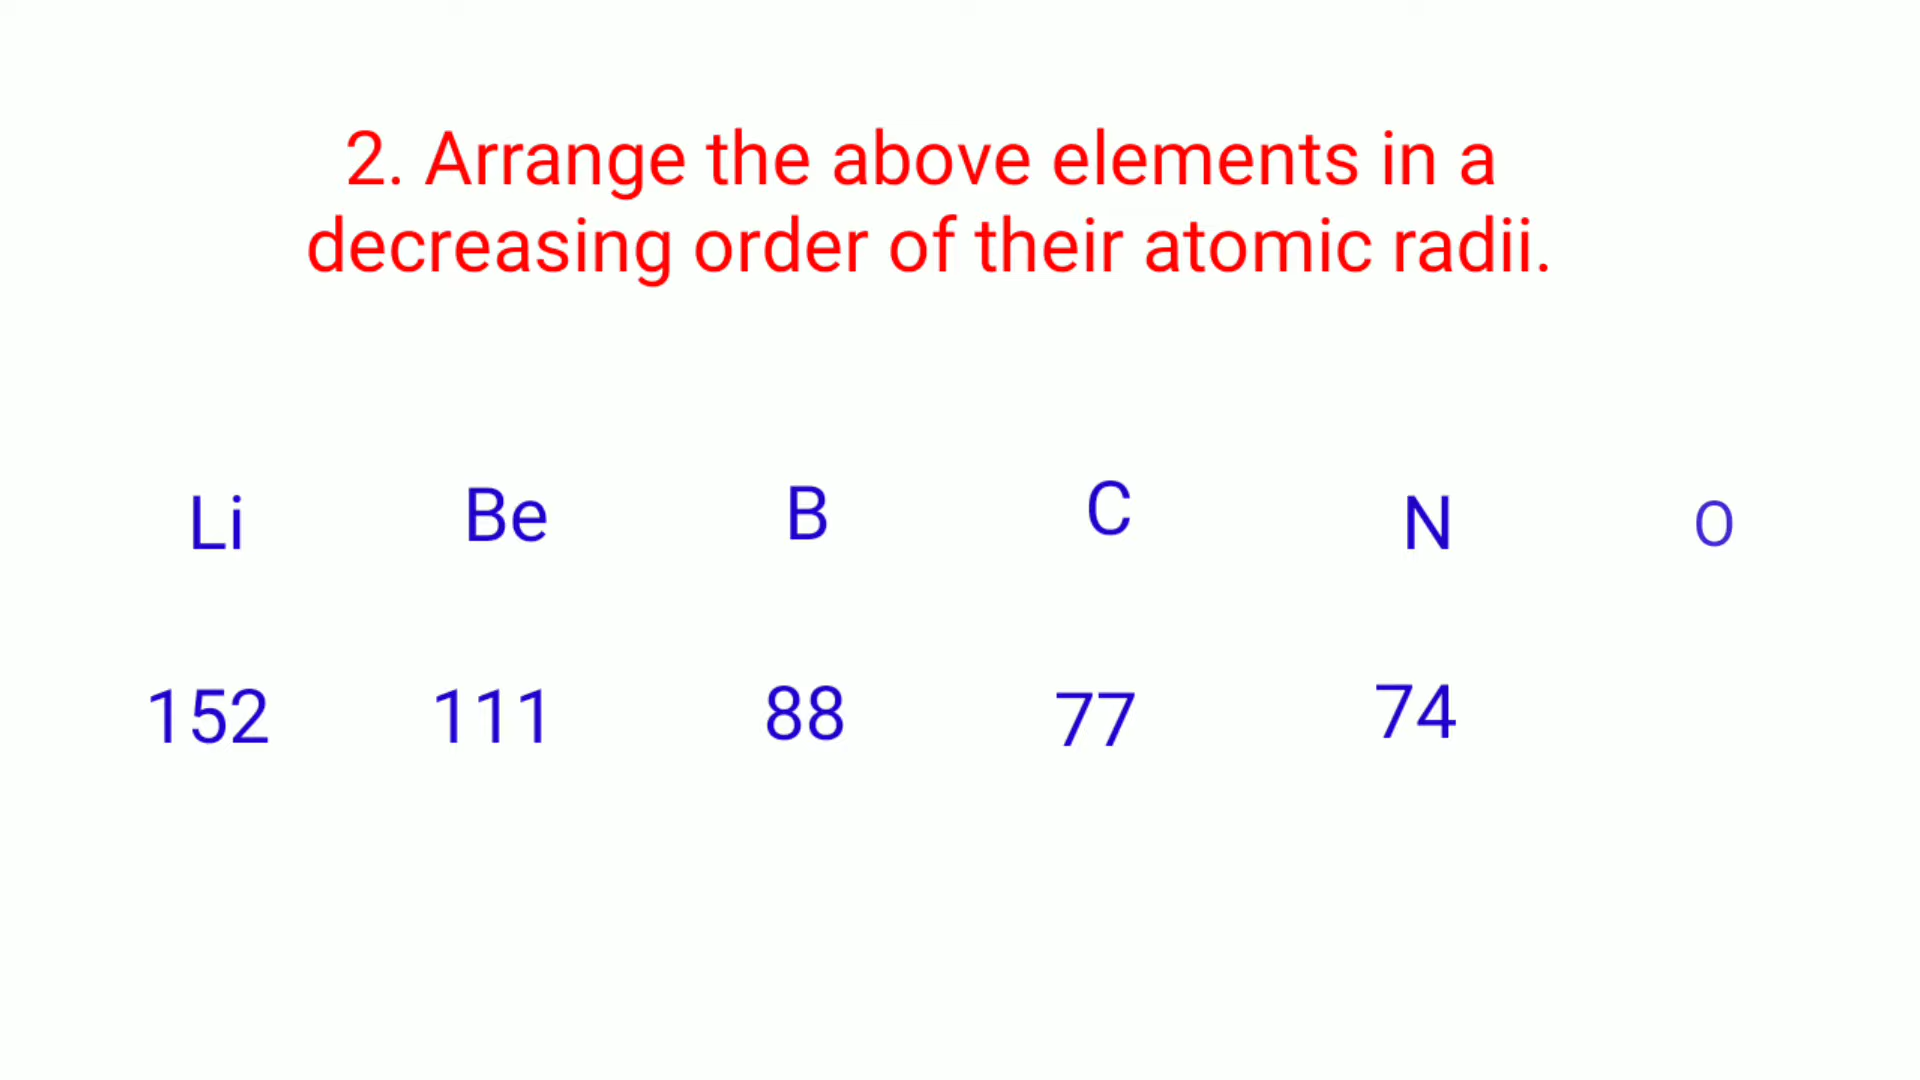 2. Arrange the above elements in a
decreasing order of their atomic radii.
Li Be B C N O
152 111 88 77 74